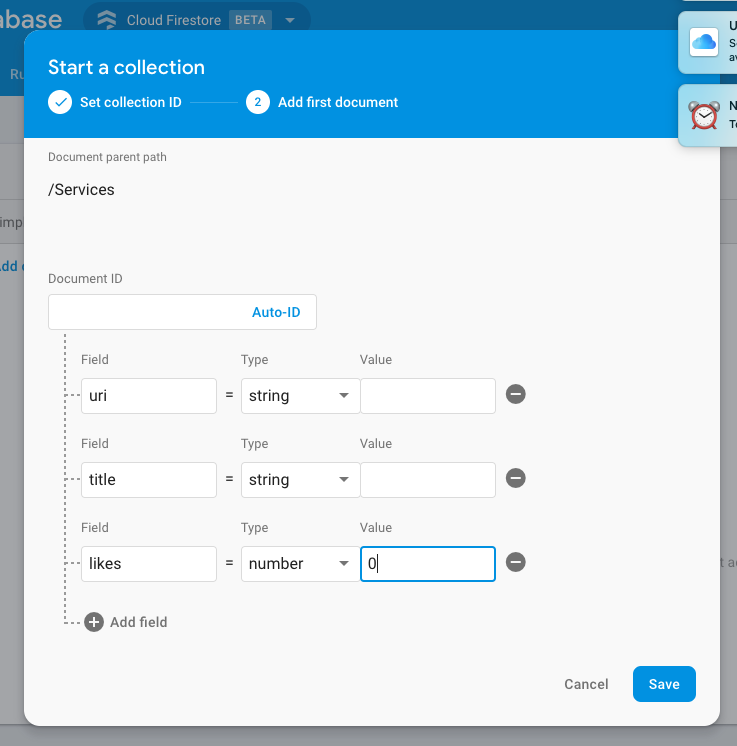 abase
Cloud Firestore BETA
Ru
Start a collection
Set collection ID
2 Add first document
Document parent path
/Services
Document ID
Auto-ID
Field Type Value
uri = string
Field Type Value
title = string
Field Type Value
likes = number 0
Add field
Cancel Save
imp
Add
U
S
av
N
T
t a